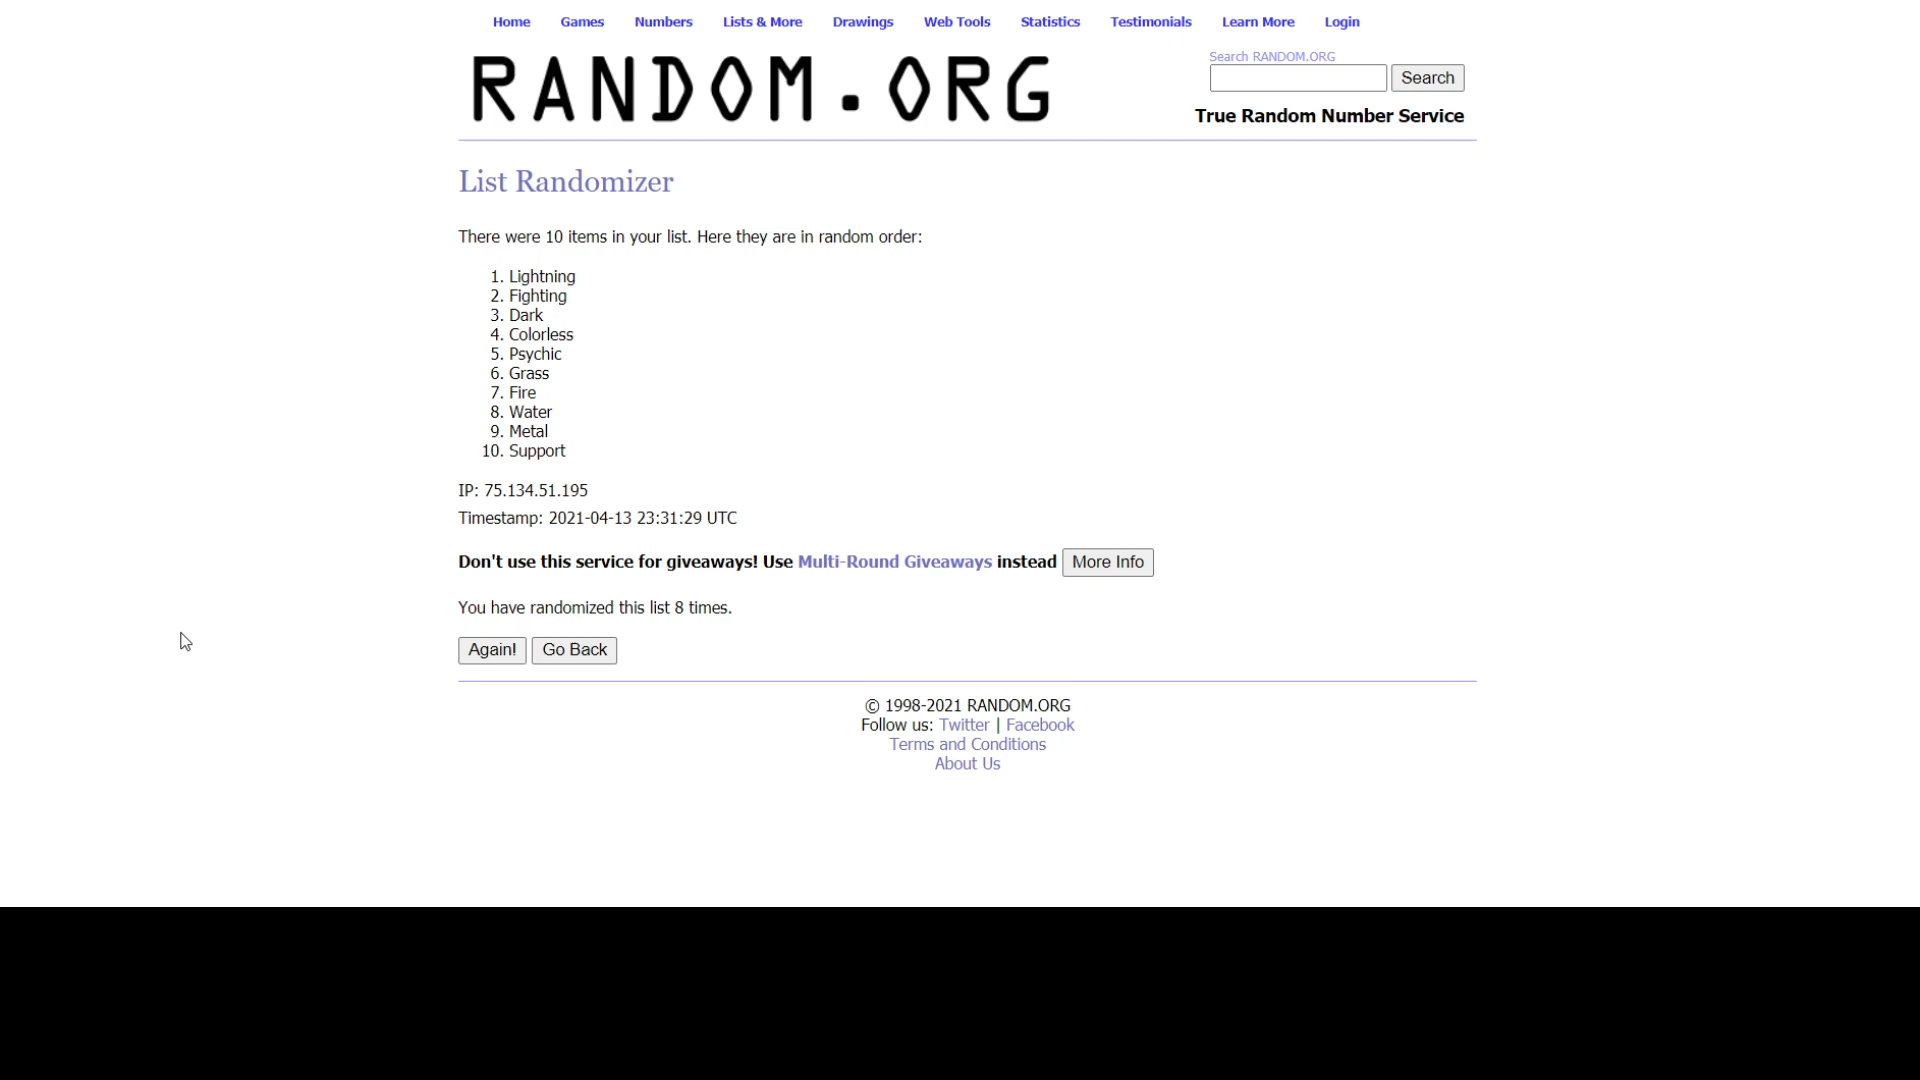 Home Games Numbers Lists & More Drawings Web Tools Statistics Testimonials Learn More Login
RANDOM.ORG
Search RANDOM.ORG
Search
True Random Number Service
List Randomizer
There were 10 items in your list. Here they are in random order:
1. Lightning
2. Fighting
3. Dark
4. Colorless
5. Psychic
6. Grass
7. Fire
8. Water
9. Metal
10. Support
IP: 75.134.51.195
Timestamp: 2021-04-13 23:31:29 UTC
Don't use this service for giveaways! Use Multi-Round Giveaways instead More Info
You have randomized this list 8 times.
Again! Go Back
© 1998-2021 RANDOM.ORG
Follow us: Twitter | Facebook
Terms and Conditions
About Us